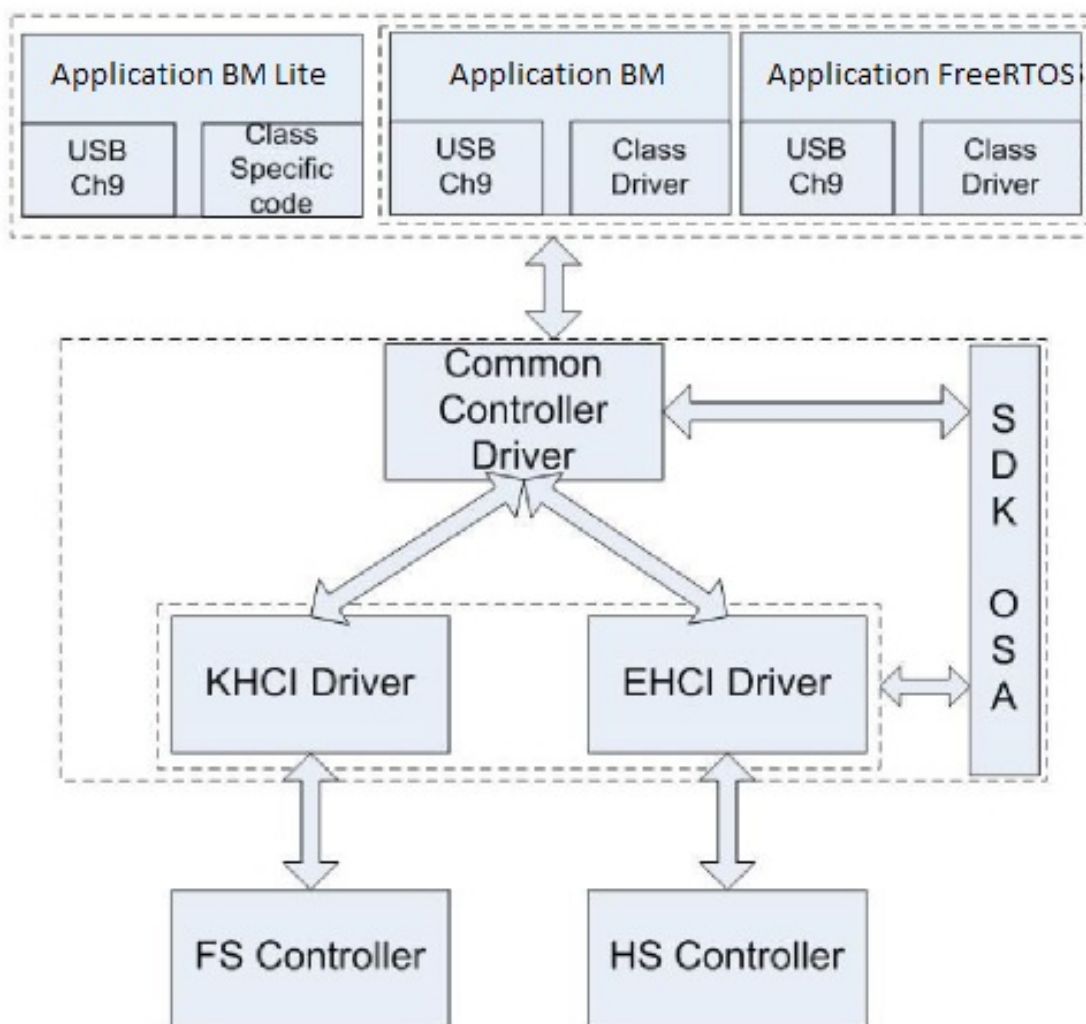 Application BM Lite
USB
Ch9
Class
Specific
code
Application BM
USB
Ch9
Class
Driver
Application FreeRTOS
USB
Ch9
Class
Driver
Common
Controller
Driver
S
D
K
O
S
A
KHCI Driver
EHCI Driver
FS Controller
HS Controller